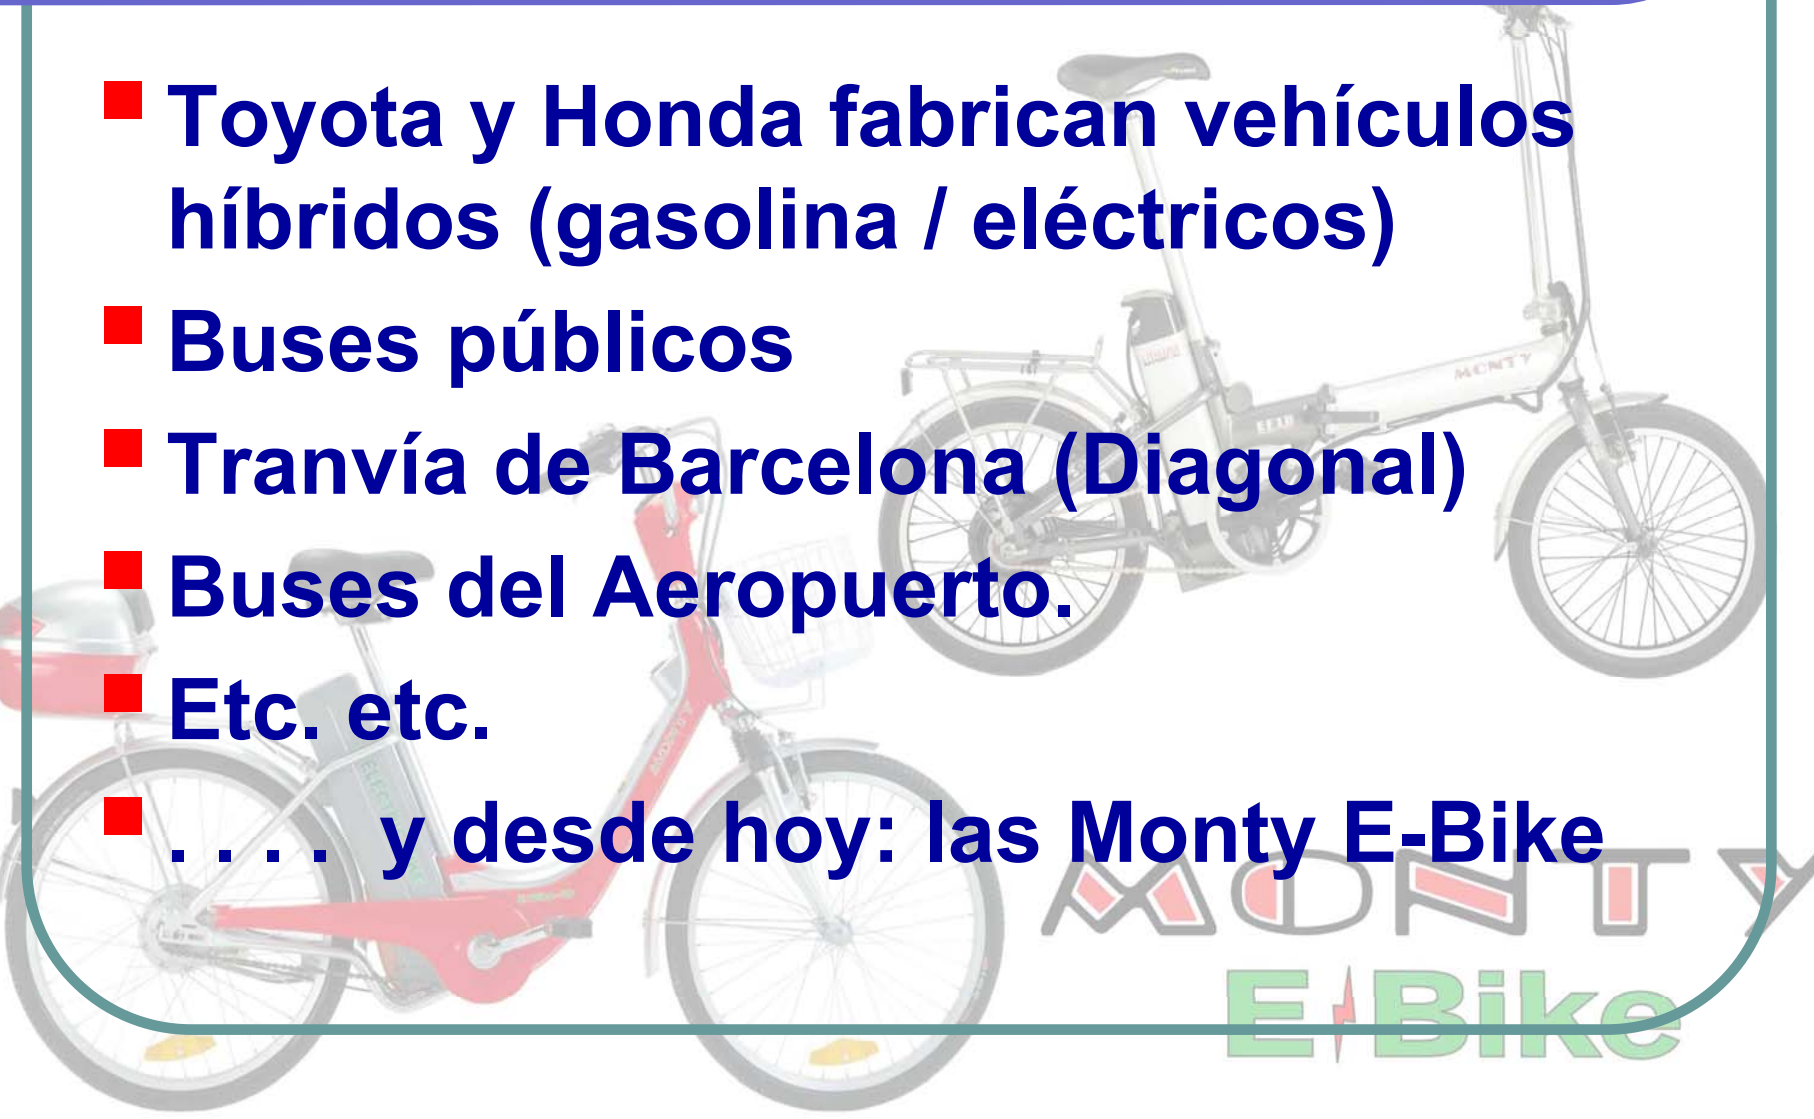 Toyota y Honda fabrican vehículos
híbridos (gasolina / eléctricos)
Buses públicos
Tranvía de Barcelona (Diagonal)
Buses del Aeropuerto.
Etc. etc.
. . . . y desde hoy: las Monty E-Bike
MONTY
MONTY
E-Bike